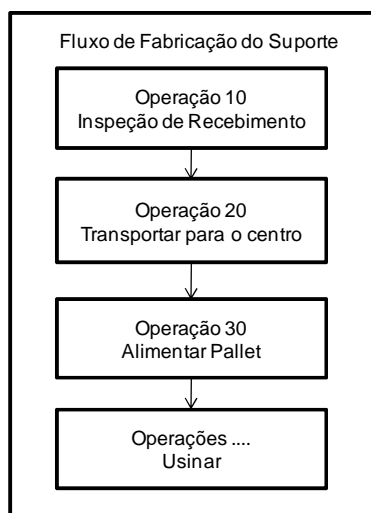 Fluxo de Fabricação do Suporte
Operação 10
Inspeção de Recebimento
Operação 20
Transportar para o centro
Operação 30
Alimentar Pallet
Operações ....
Usinar